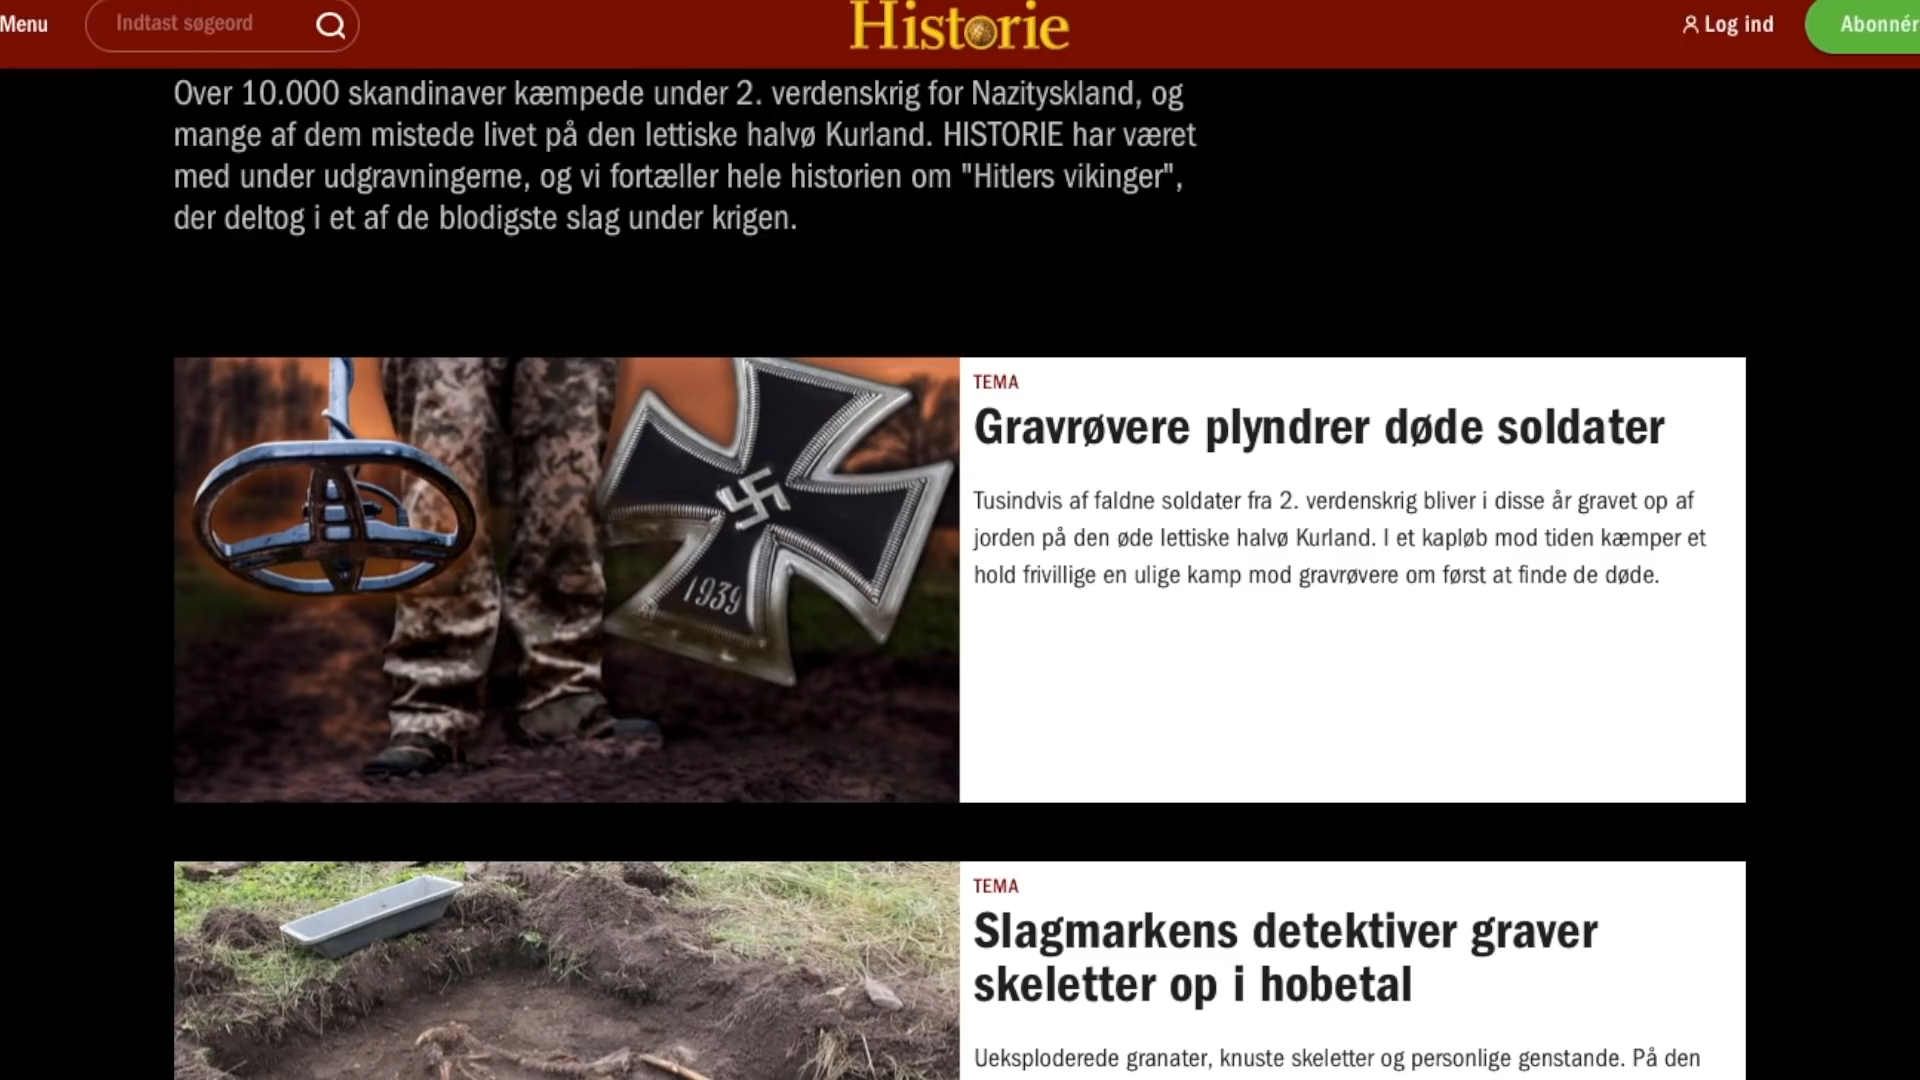 Menu
Indtast søgeord
Historie
Log ind
Abonnér
Over 10.000 skandinaver kæmpede under 2. verdenskrig for Nazityskland, og
mange af dem mistede livet på den lettiske halvø Kurland. HISTORIE har været
med under udgravningerne, og vi fortæller hele historien om "Hitlers vikinger",
der deltog i et af de blodigste slag under krigen.
1939
TEMA
Gravrøvere plyndrer døde soldater
Tusindvis af faldne soldater fra 2. verdenskrig bliver i disse år gravet op af
jorden på den øde lettiske halvø Kurland. I et kapløb mod tiden kæmper et
hold frivillige en ulige kamp mod gravrøvere om først at finde de døde.
TEMA
Slagmarkens detektiver graver
skeletter op i hobetal
Ueksploderede granater, knuste skeletter og personlige genstande. På den